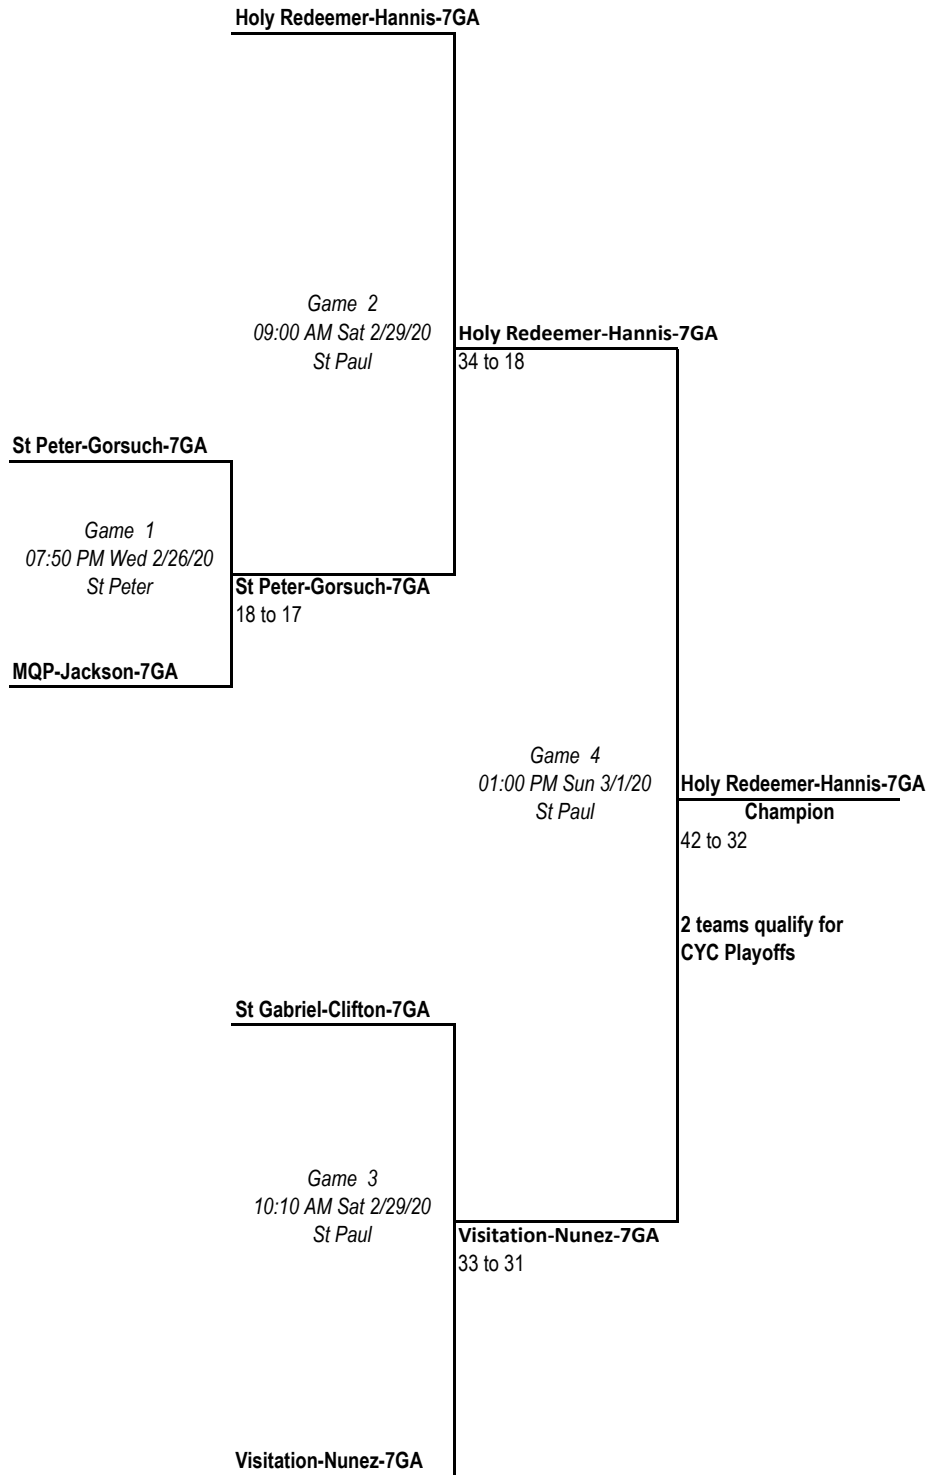 Holy Redeemer-Hannis-7GA
Game 2
09:00 AM Sat 2/29/20
St Paul
Holy Redeemer-Hannis-7GA
34 to 18
St Peter-Gorsuch-7GA
Game 1
07:50 PM Wed 2/26/20
St Peter
St Peter-Gorsuch-7GA
18 to 17
MQP-Jackson-7GA
Game 4
01:00 PM Sun 3/1/20
St Paul
Holy Redeemer-Hannis-7GA
Champion
42 to 32
2 teams qualify for
CYC Playoffs
St Gabriel-Clifton-7GA
Game 3
10:10 AM Sat 2/29/20
St Paul
Visitation-Nunez-7GA
33 to 31
Visitation-Nunez-7GA